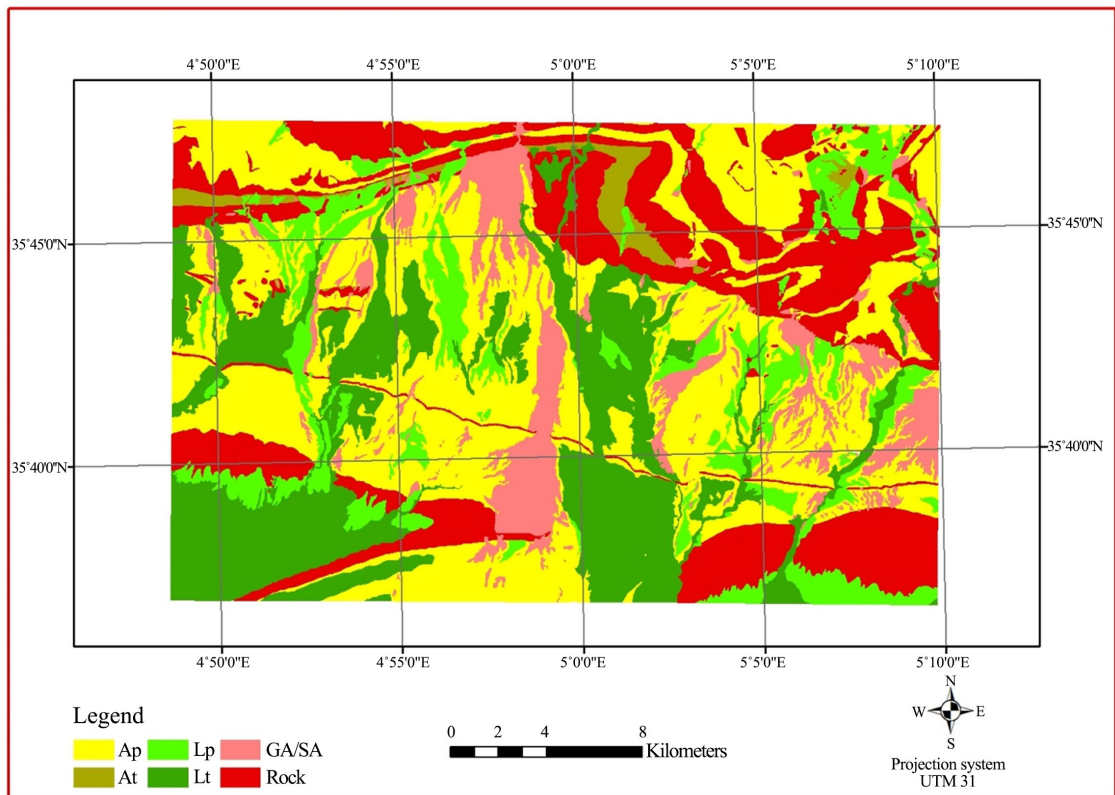 4°50'0"E 4°55'0"E 5°0'0"E 5°5'0"E 5°10'0"E
35°45'0"N 35°45'0"N
35°40'0"N 35°40'0"N
4°50'0"E 4°55'0"E 5°0'0"E 5°5'0"E 5°10'0"E
Legend
Ap Lp GA/SA
At Lt Rock
0 2 4 8
Kilometers
N
W E
S
Projection system
UTM 31